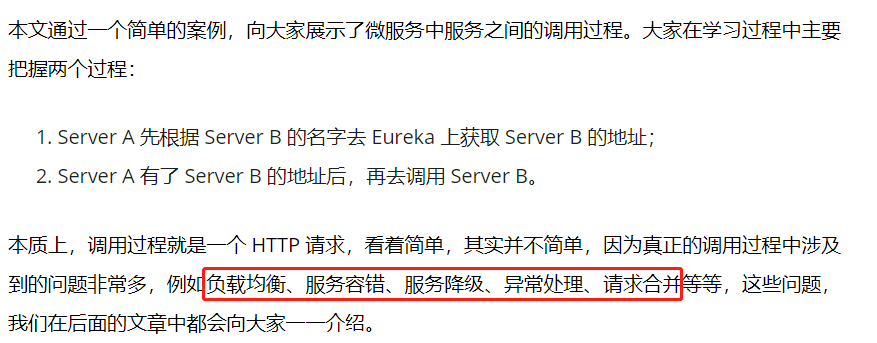 本文通过一个简单的案例，向大家展示了微服务中服务之间的调用过程。大家在学习过程中主要
把握两个过程：
1. Server A 先根据 Server B 的名字去 Eureka 上获取 Server B 的地址；
2. Server A 有了 Server B 的地址后，再去调用 Server B。
本质上，调用过程就是一个 HTTP 请求，看着简单，其实并不简单，因为真正的调用过程中涉及
到的问题非常多，例如负载均衡、服务容错、服务降级、异常处理、请求合并等等，这些问题，
我们在后面的文章中都会向大家一一介绍。